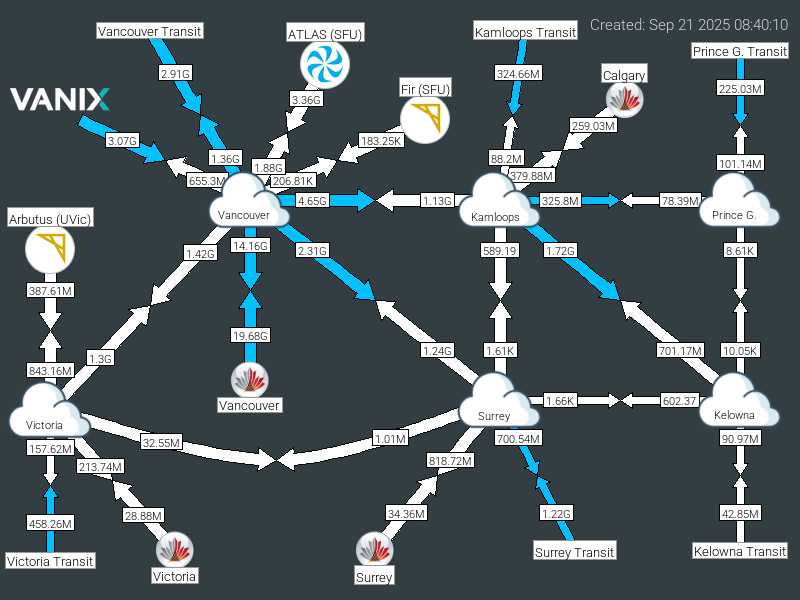 Created: Sep 21 2025 08:40:10
Vancouver Transit
ATLAS (SFU)
Kamloops Transit
Prince G. Transit
2.91G
324.66M
Calgary
225.03M
VANIX
3.36G
Fir (SFU)
259.03M
3.07G
183.25K
1.36G
88.2M
101.14M
655.3M
1.88G
206.81K
379.88M
4.65G
1.13G
325.8M
78.39M
Vancouver
Kamloops
Prince G.
Arbutus (UVic)
14.16G
2.31G
589.19
1.72G
8.61K
1.42G
387.61M
19.68G
1.3G
1.24G
1.61K
701.17M
10.05K
843.16M
Vancouver
1.66K
602.37
Victoria
Surrey
Kelowna
157.62M
32.55M
1.01M
700.54M
90.97M
213.74M
818.72M
458.26M
28.88M
34.36M
1.22G
42.85M
Victoria Transit
Victoria
Surrey
Surrey Transit
Kelowna Transit